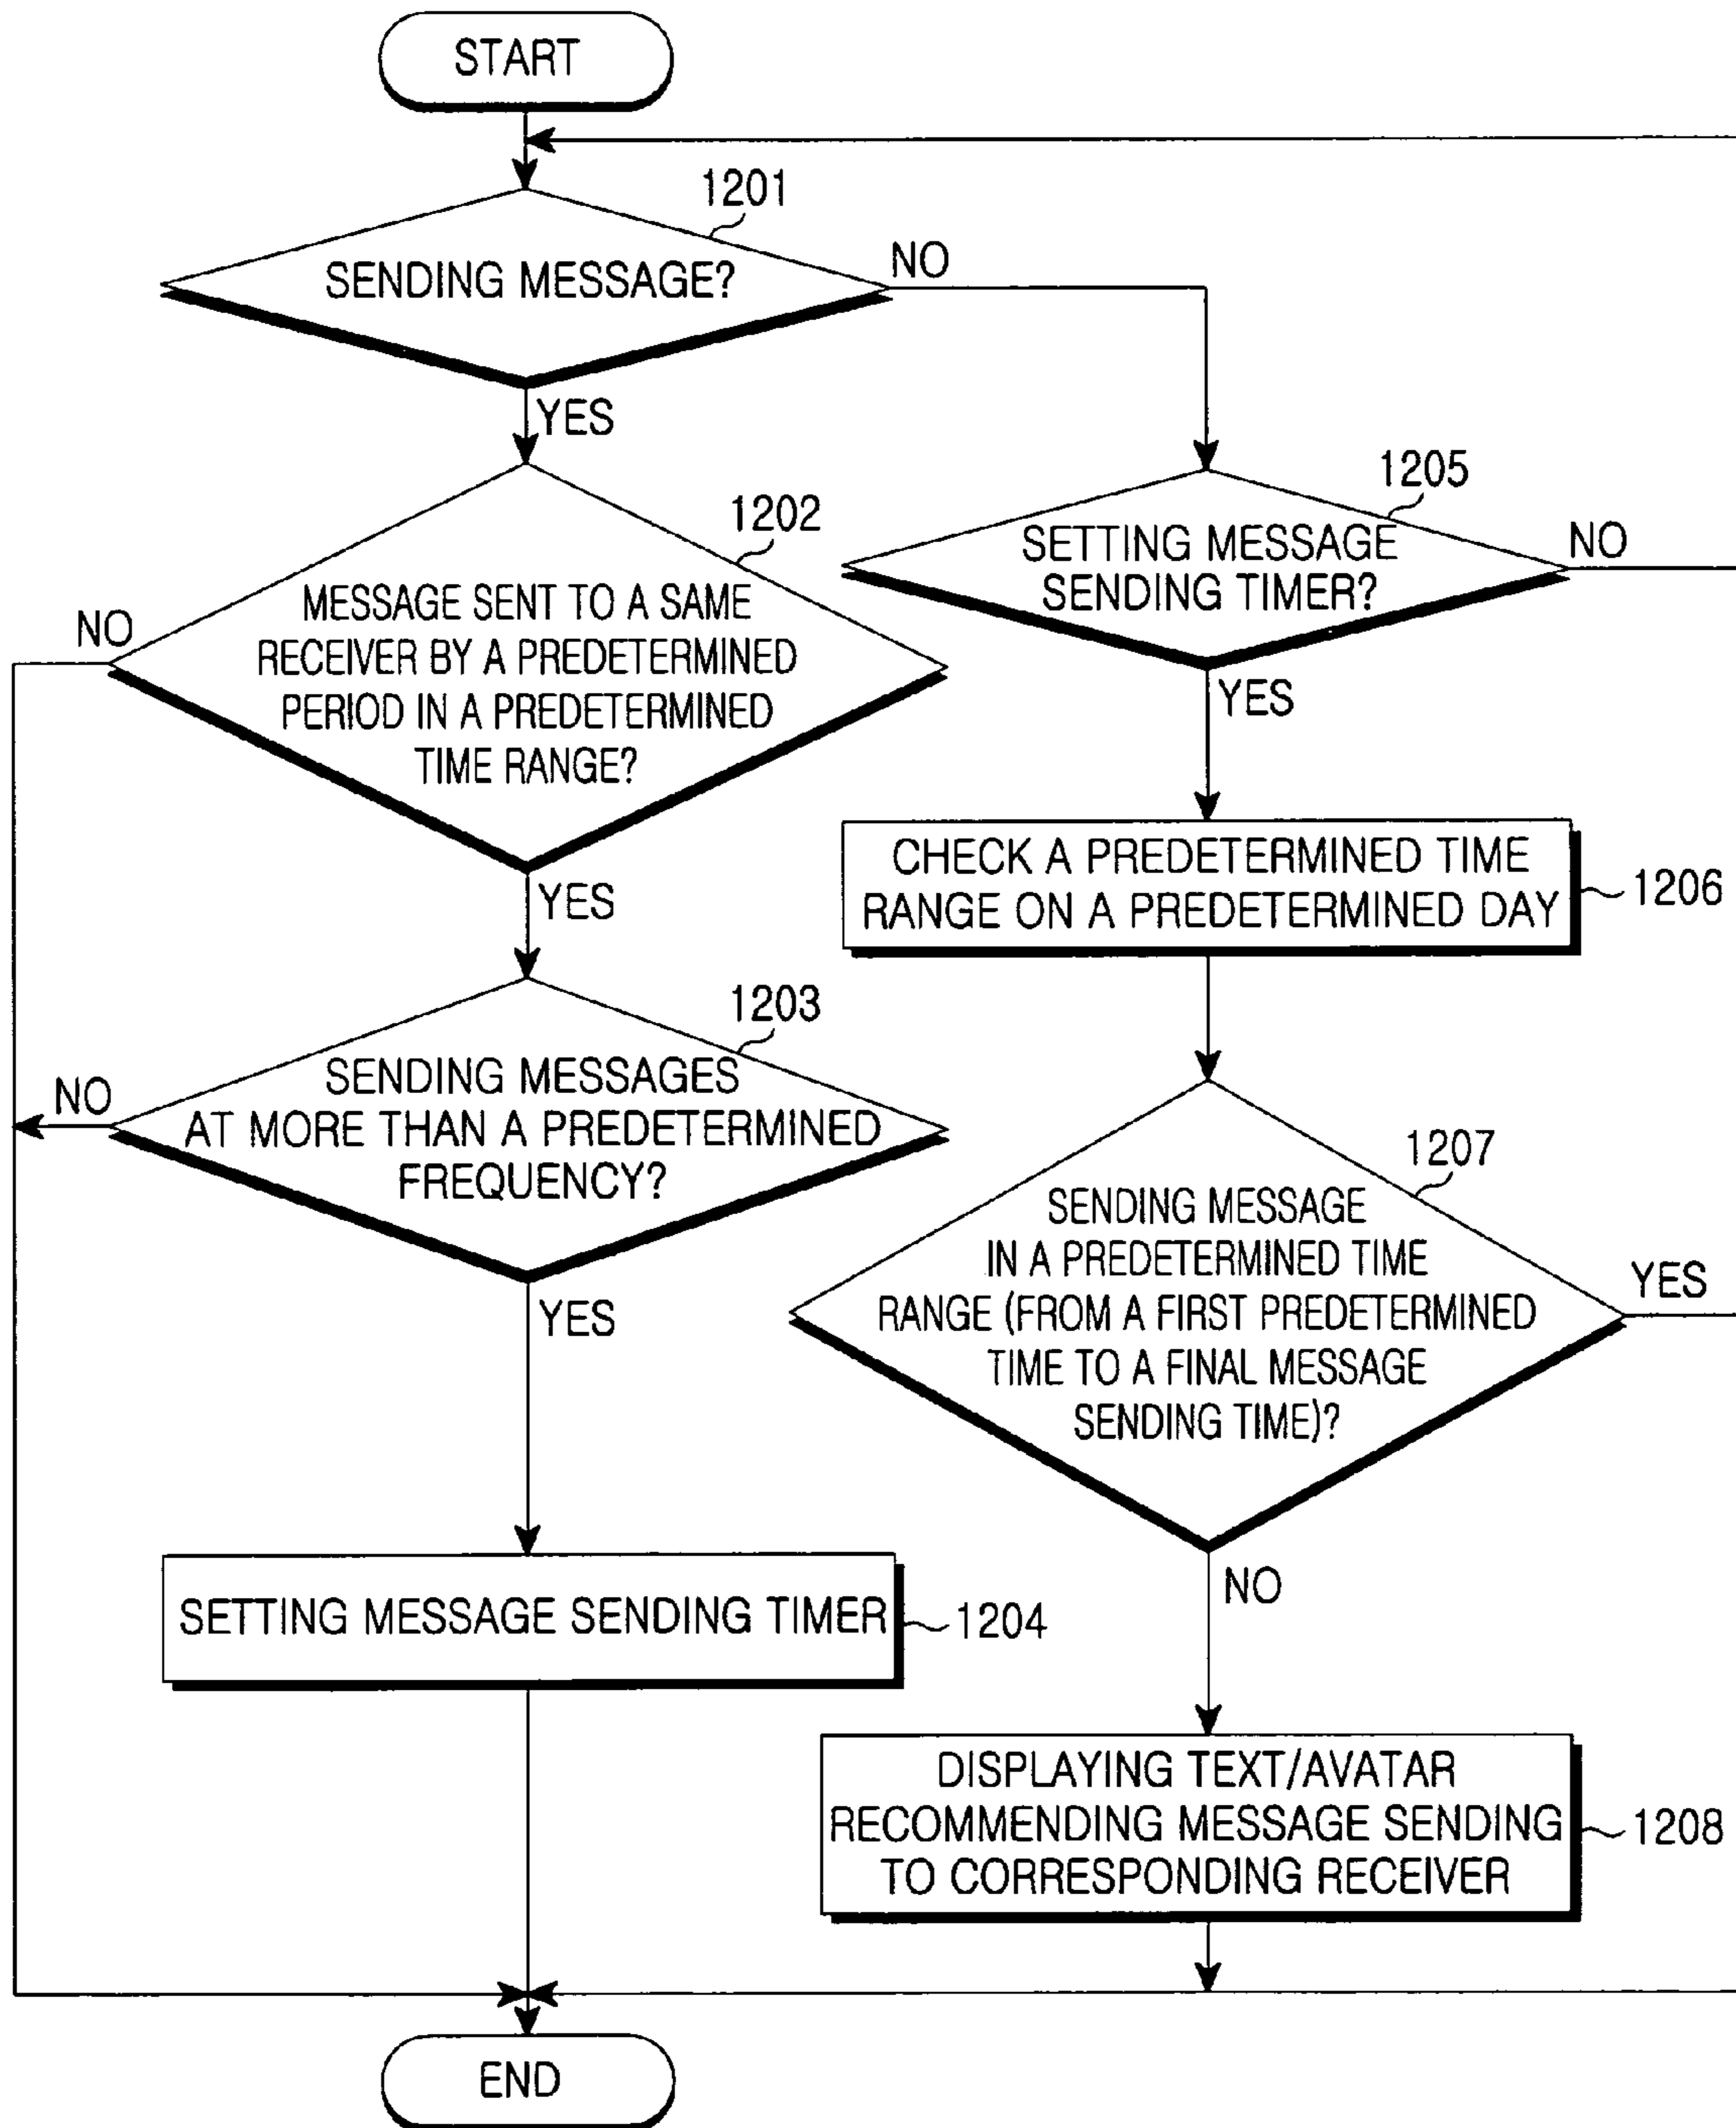 START
1201
SENDING MESSAGE?
NO
YES
1202
MESSAGE SENT TO A SAME
RECEIVER BY A PREDETERMINED
PERIOD IN A PREDETERMINED
TIME RANGE?
NO
YES
1203
SENDING MESSAGES
AT MORE THAN A PREDETERMINED
FREQUENCY?
NO
YES
SETTING MESSAGE SENDING TIMER
1204
1205
SETTING MESSAGE
SENDING TIMER?
NO
YES
CHECK A PREDETERMINED TIME
RANGE ON A PREDETERMINED DAY
1206
1207
SENDING MESSAGE
IN A PREDETERMINED TIME
RANGE (FROM A FIRST PREDETERMINED
TIME TO A FINAL MESSAGE
SENDING TIME)?
YES
NO
DISPLAYING TEXT/AVATAR
RECOMMENDING MESSAGE SENDING
TO CORRESPONDING RECEIVER
1208
END